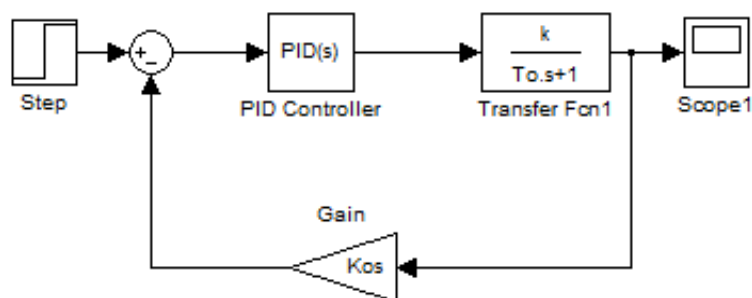 +
−
PID(s)
k
To.s+1
Step
PID Controller
Transfer Fcn1
Scope1
Gain
Kos